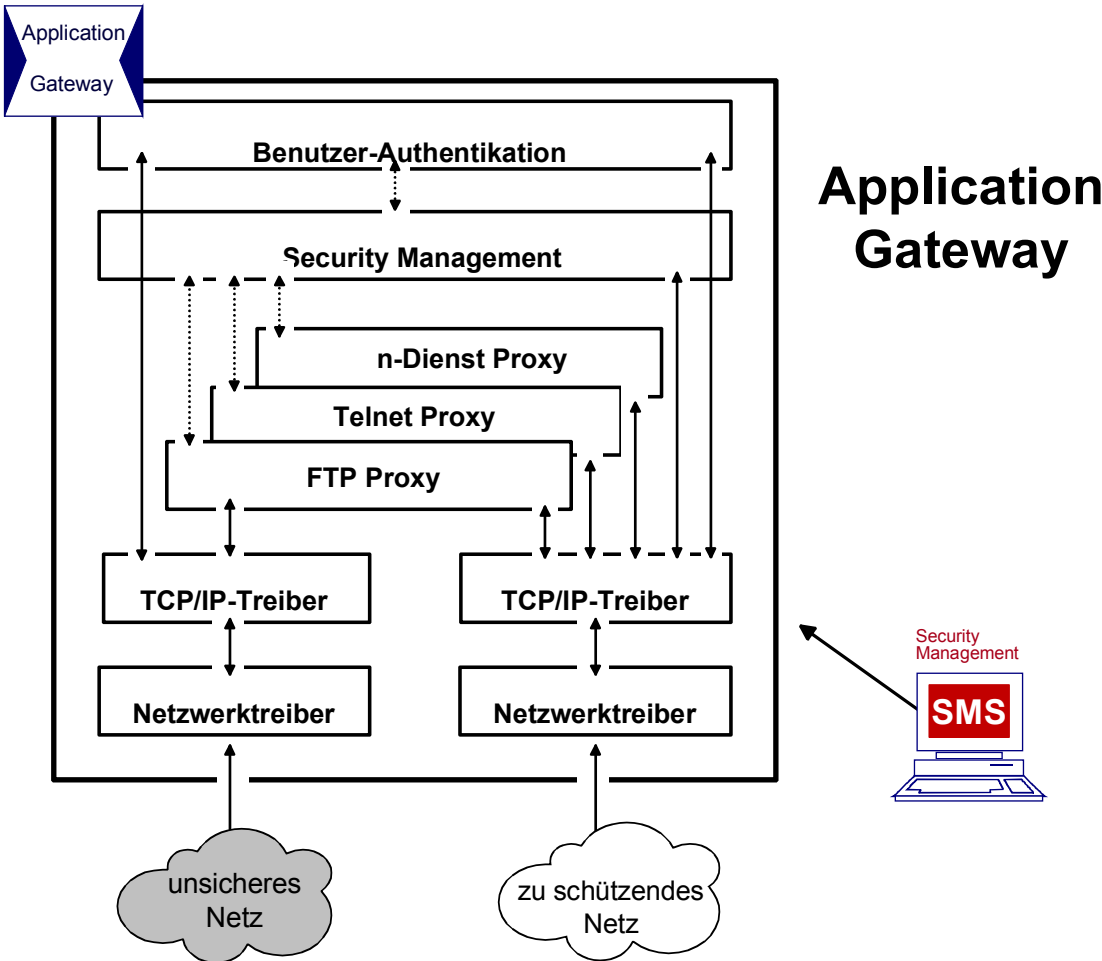 Application
Gateway
Benutzer-Authentikation
Security Management
n-Dienst Proxy
Telnet Proxy
FTP Proxy
TCP/IP-Treiber
TCP/IP-Treiber
Netzwerktreiber
Netzwerktreiber
unsicheres
Netz
zu schützendes
Netz
Application
Gateway
Security
Management
SMS